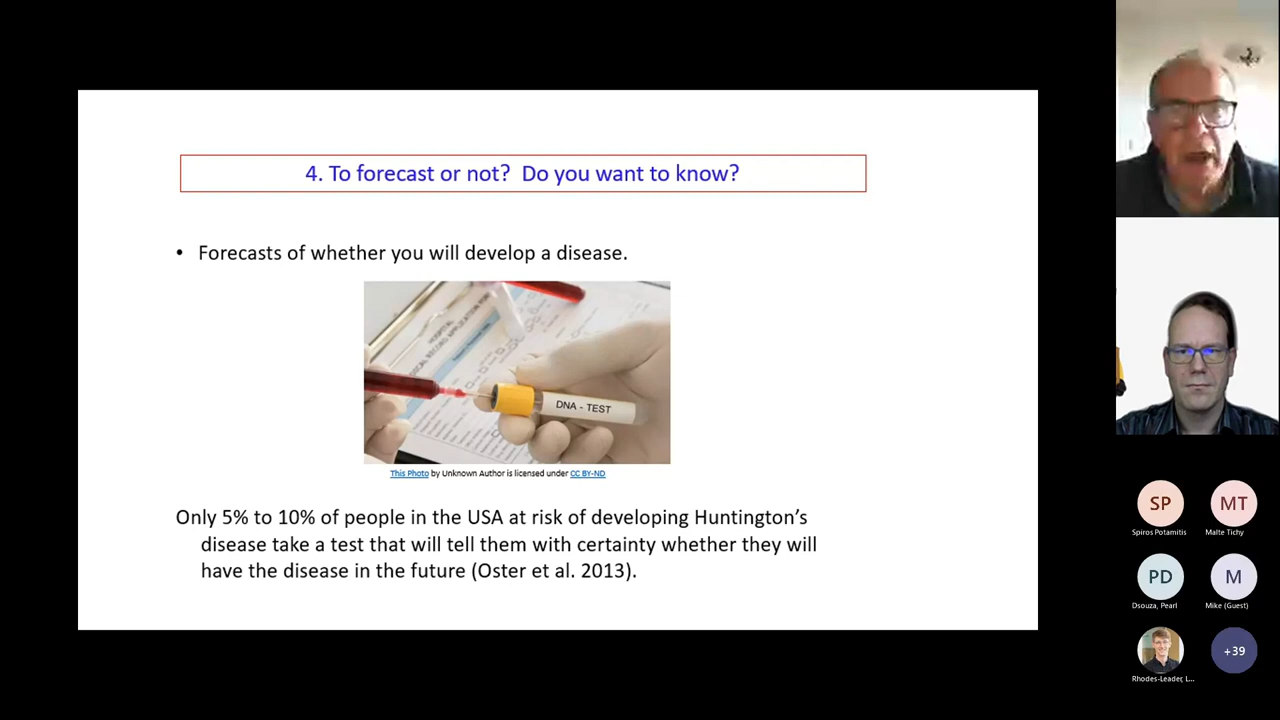 4. To forecast or not? Do you want to know?
• Forecasts of whether you will develop a disease.
DNA - TEST
This Photo by Unknown Author is licensed under CC BY-ND
Only 5% to 10% of people in the USA at risk of developing Huntington’s
disease take a test that will tell them with certainty whether they will
have the disease in the future (Oster et al. 2013).
SP
MT
Spiros Potamitis
Malte Tichy
PD
M
Dsouza, Pearl
Mike (Guest)
+39
Rhodes-Leader, L...